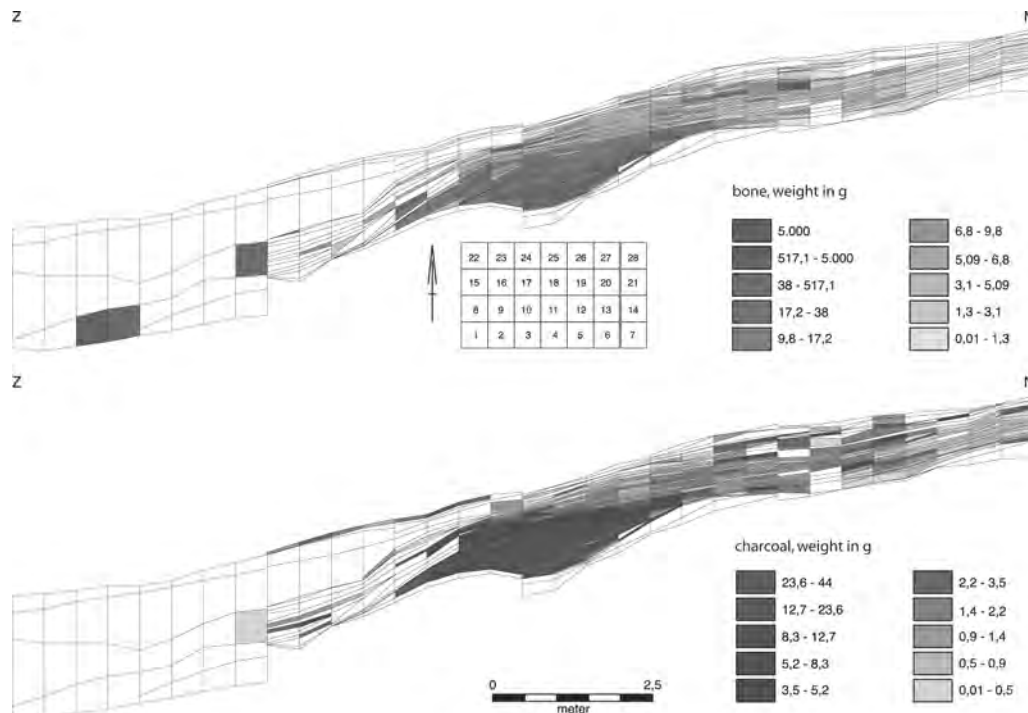 Z
N
bone, weight in g
5.000
517,1 - 5.000
38 - 517,1
17,2 - 38
9,8 - 17,2
6,8 - 9,8
5,09 - 6,8
3,1 - 5,09
1,3 - 3,1
0,01 - 1,3
22 23 24 25 26 27 28
15 16 17 18 19 20 21
8 9 10 11 12 13 14
1 2 3 4 5 6 7
Z
N
charcoal, weight in g
23,6 - 44
12,7 - 23,6
8,3 - 12,7
5,2 - 8,3
3,5 - 5,2
2,2 - 3,5
1,4 - 2,2
0,9 - 1,4
0,5 - 0,9
0,01 - 0,5
0 2,5
meter